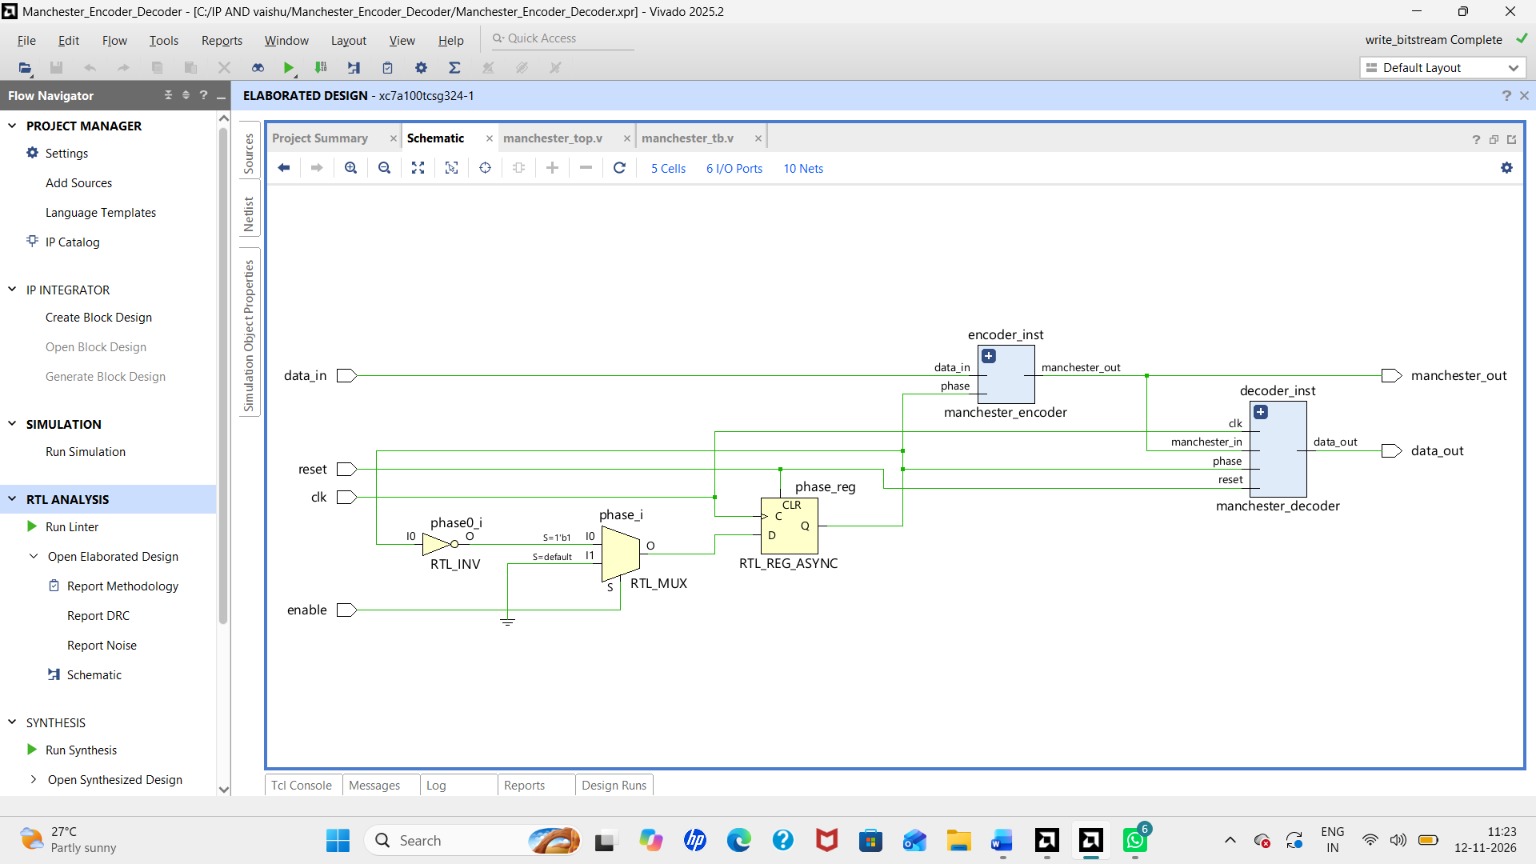 Manchester_Encoder_Decoder - [C:/IP AND vaishu/Manchester_Encoder_Decoder/Manchester_Encoder_Decoder.xpr] - Vivado 2025.2
File Edit Flow Tools Reports Window Layout View Help Quick Access
write_bitstream Complete
Default Layout
Flow Navigator
ELABORATED DESIGN - xc7a100tcsg324-1
PROJECT MANAGER
Settings
Add Sources
Language Templates
IP Catalog
IP INTEGRATOR
Create Block Design
Open Block Design
Generate Block Design
SIMULATION
Run Simulation
RTL ANALYSIS
Run Linter
Open Elaborated Design
Report Methodology
Report DRC
Report Noise
Schematic
SYNTHESIS
Run Synthesis
Open Synthesized Design
Sources
Netlist
Simulation Object Properties
Project Summary Schematic manchester_top.v manchester_tb.v
5 Cells 6 I/O Ports 10 Nets
encoder_inst
data_in
data_in
manchester_out
manchester_out
phase
manchester_encoder
decoder_inst
clk
manchester_in
data_out
data_out
phase
reset
manchester_decoder
reset
clk
phase_reg
CLR
C
Q
D
RTL_REG_ASYNC
phase0_i
I0
O
RTL_INV
phase_i
S=1'b1
I0
S=default
I1
O
S
RTL_MUX
enable
Tcl Console Messages Log Reports Design Runs
27°C
Partly sunny
Search
6
ENG
IN
11:23
12-11-2026